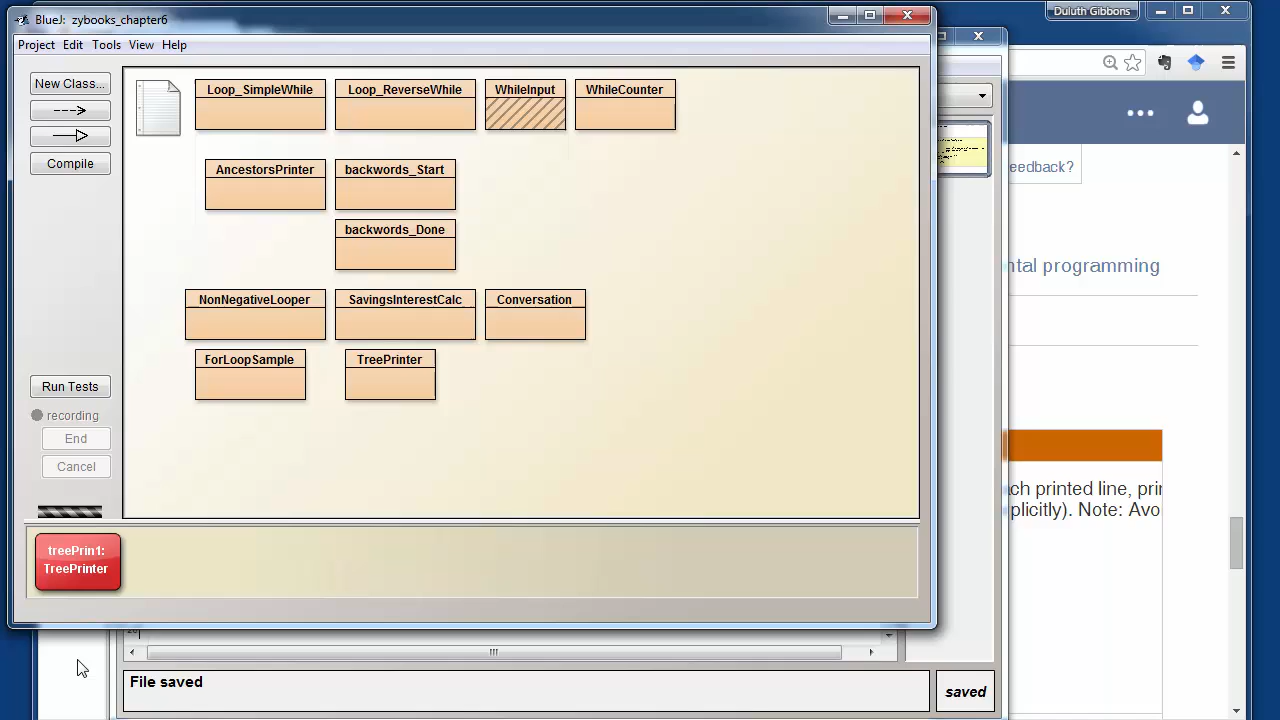 BlueJ: zybooks_chapter6
Duluth Gibbons
Project Edit Tools View Help
New Class...
Compile
Run Tests
recording
End
Cancel
Loop_SimpleWhile
Loop_ReverseWhile
WhileInput
WhileCounter
AncestorsPrinter
backwords_Start
backwords_Done
NonNegativeLooper
SavingsInterestCalc
Conversation
ForLoopSample
TreePrinter
treePrin1:
TreePrinter
eedback?
ntal programming
ch printed line, prin
plicitly). Note: Avo
File saved
saved